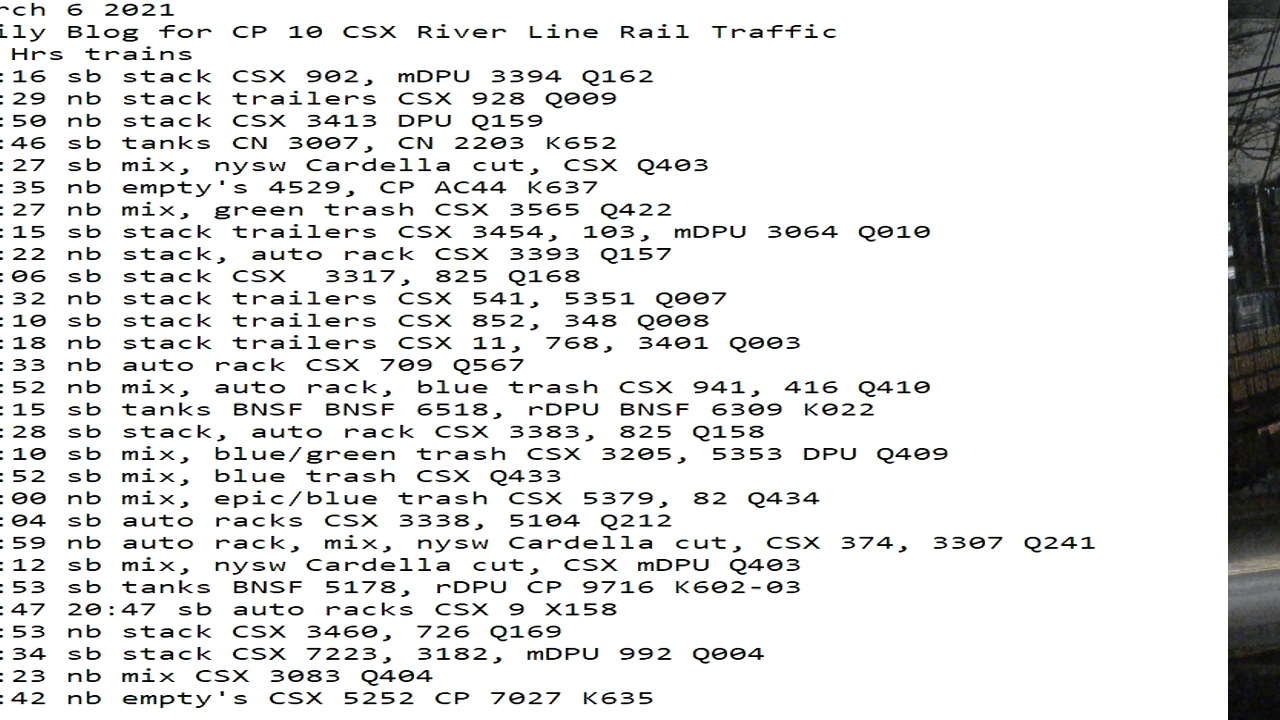 rch 6 2021
ily Blog for CP 10 CSX River Line Rail Traffic
Hrs trains
:16 sb stack CSX 902, mDPU 3394 Q162
:29 nb stack trailers CSX 928 Q009
:50 nb stack CSX 3413 DPU Q159
:46 sb tanks CN 3007, CN 2203 K652
:27 sb mix, nysw Cardella cut, CSX Q403
:35 nb empty's 4529, CP AC44 K637
:27 nb mix, green trash CSX 3565 Q422
:15 sb stack trailers CSX 3454, 103, mDPU 3064 Q010
:22 nb stack, auto rack CSX 3393 Q157
:06 sb stack CSX  3317, 825 Q168
:32 nb stack trailers CSX 541, 5351 Q007
:10 sb stack trailers CSX 852, 348 Q008
:18 nb stack trailers CSX 11, 768, 3401 Q003
:33 nb auto rack CSX 709 Q567
:52 nb mix, auto rack, blue trash CSX 941, 416 Q410
:15 sb tanks BNSF BNSF 6518, rDPU BNSF 6309 K022
:28 sb stack, auto rack CSX 3383, 825 Q158
:10 sb mix, blue/green trash CSX 3205, 5353 DPU Q409
:52 sb mix, blue trash CSX Q433
:00 nb mix, epic/blue trash CSX 5379, 82 Q434
:04 sb auto racks CSX 3338, 5104 Q212
:59 nb auto rack, mix, nysw Cardella cut, CSX 374, 3307 Q241
:12 sb mix, nysw Cardella cut, CSX mDPU Q403
:53 sb tanks BNSF 5178, rDPU CP 9716 K602-03
:47 20:47 sb auto racks CSX 9 X158
:53 nb stack CSX 3460, 726 Q169
:34 sb stack CSX 7223, 3182, mDPU 992 Q004
:23 nb mix CSX 3083 Q404
:42 nb empty's CSX 5252 CP 7027 K635